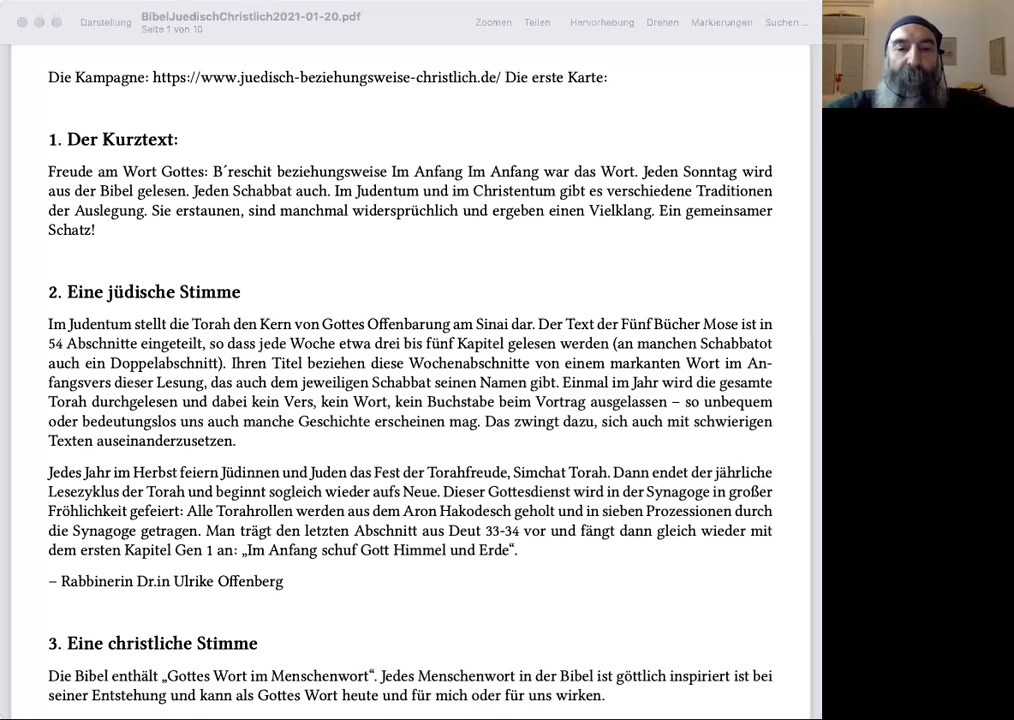 Darstellung
BibelJuedischChristlich2021-01-20.pdf
Seite 1 von 10
Zoomen Teilen Hervorhebung Drehen Markierungen Suchen ...
Die Kampagne: https://www.juedisch-beziehungsweise-christlich.de/ Die erste Karte:
1. Der Kurztext:
Freude am Wort Gottes: B´reschit beziehungsweise Im Anfang Im Anfang war das Wort. Jeden Sonntag wird
aus der Bibel gelesen. Jeden Schabbat auch. Im Judentum und im Christentum gibt es verschiedene Traditionen
der Auslegung. Sie erstaunen, sind manchmal widersprüchlich und ergeben einen Vielklang. Ein gemeinsamer
Schatz!
2. Eine jüdische Stimme
Im Judentum stellt die Torah den Kern von Gottes Offenbarung am Sinai dar. Der Text der Fünf Bücher Mose ist in
54 Abschnitte eingeteilt, so dass jede Woche etwa drei bis fünf Kapitel gelesen werden (an manchen Schabbatot
auch ein Doppelabschnitt). Ihren Titel beziehen diese Wochenabschnitte von einem markanten Wort im An-
fangsvers dieser Lesung, das auch dem jeweiligen Schabbat seinen Namen gibt. Einmal im Jahr wird die gesamte
Torah durchgelesen und dabei kein Vers, kein Wort, kein Buchstabe beim Vortrag ausgelassen – so unbequem
oder bedeutungslos uns auch manche Geschichte erscheinen mag. Das zwingt dazu, sich auch mit schwierigen
Texten auseinanderzusetzen.
Jedes Jahr im Herbst feiern Jüdinnen und Juden das Fest der Torahfreude, Simchat Torah. Dann endet der jährliche
Lesezyklus der Torah und beginnt sogleich wieder aufs Neue. Dieser Gottesdienst wird in der Synagoge in großer
Fröhlichkeit gefeiert: Alle Torahrollen werden aus dem Aron Hakodesch geholt und in sieben Prozessionen durch
die Synagoge getragen. Man trägt den letzten Abschnitt aus Deut 33-34 vor und fängt dann gleich wieder mit
dem ersten Kapitel Gen 1 an: „Im Anfang schuf Gott Himmel und Erde“.
– Rabbinerin Dr.in Ulrike Offenberg
3. Eine christliche Stimme
Die Bibel enthält „Gottes Wort im Menschenwort“. Jedes Menschenwort in der Bibel ist göttlich inspiriert ist bei
seiner Entstehung und kann als Gottes Wort heute und für mich oder für uns wirken.